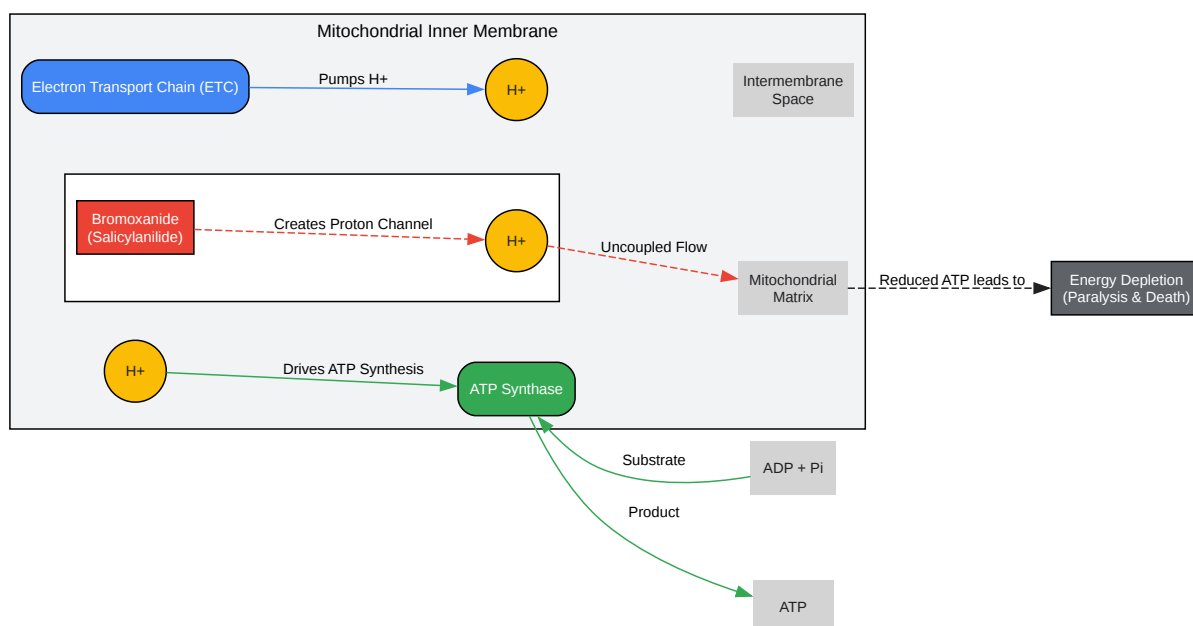 Mitochondrial Inner Membrane
Electron Transport Chain (ETC)
Pumps H+
H+
Intermembrane
Space
Bromoxanide
(Salicylanilide)
Creates Proton Channel
H+
Uncoupled Flow
Mitochondrial
Matrix
Reduced ATP leads to
Energy Depletion
(Paralysis & Death)
H+
Drives ATP Synthesis
ATP Synthase
Substrate
ADP + Pi
Product
ATP